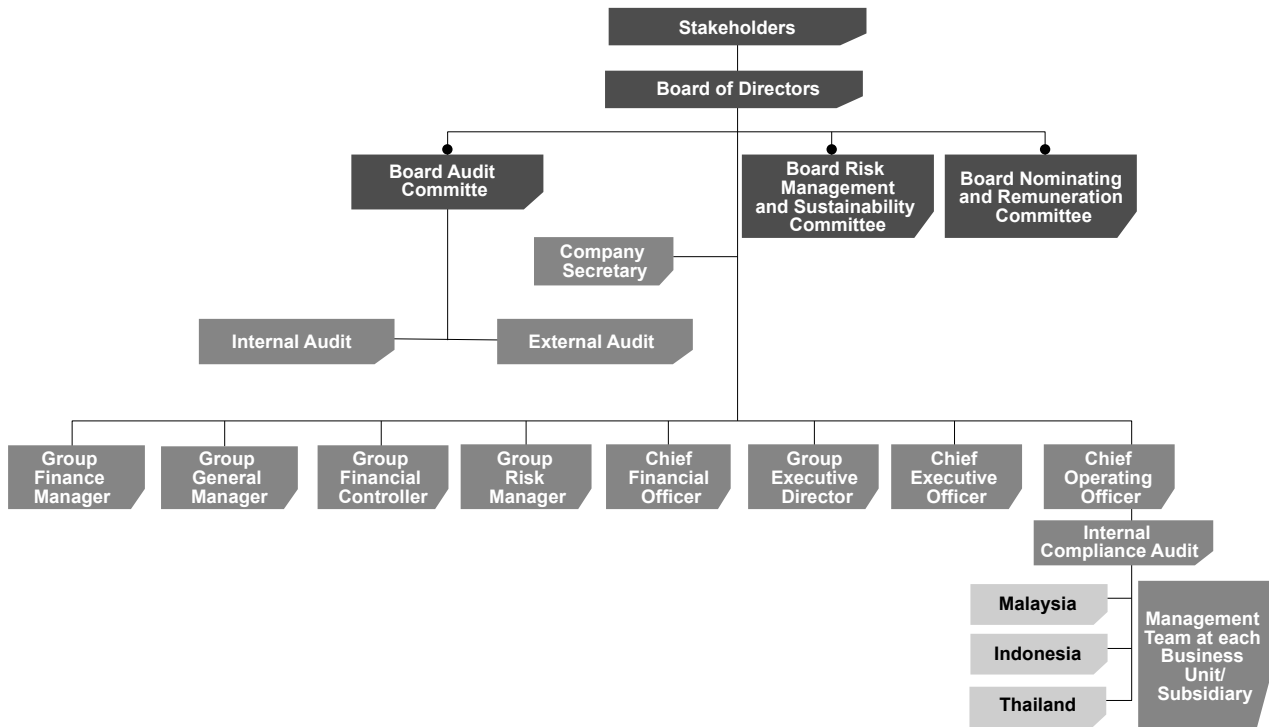 Stakeholders
Board of Directors
Board Audit
Committe
Board Risk
Management
and Sustainability
Committee
Board Nominating
and Remuneration
Committee
Company
Secretary
Internal Audit
External Audit
Group
Finance
Manager
Group
General
Manager
Group
Financial
Controller
Group
Risk
Manager
Chief
Financial
Officer
Group
Executive
Director
Chief
Executive
Officer
Chief
Operating
Officer
Internal
Compliance Audit
Malaysia
Indonesia
Thailand
Management
Team at each
Business
Unit/
Subsidiary